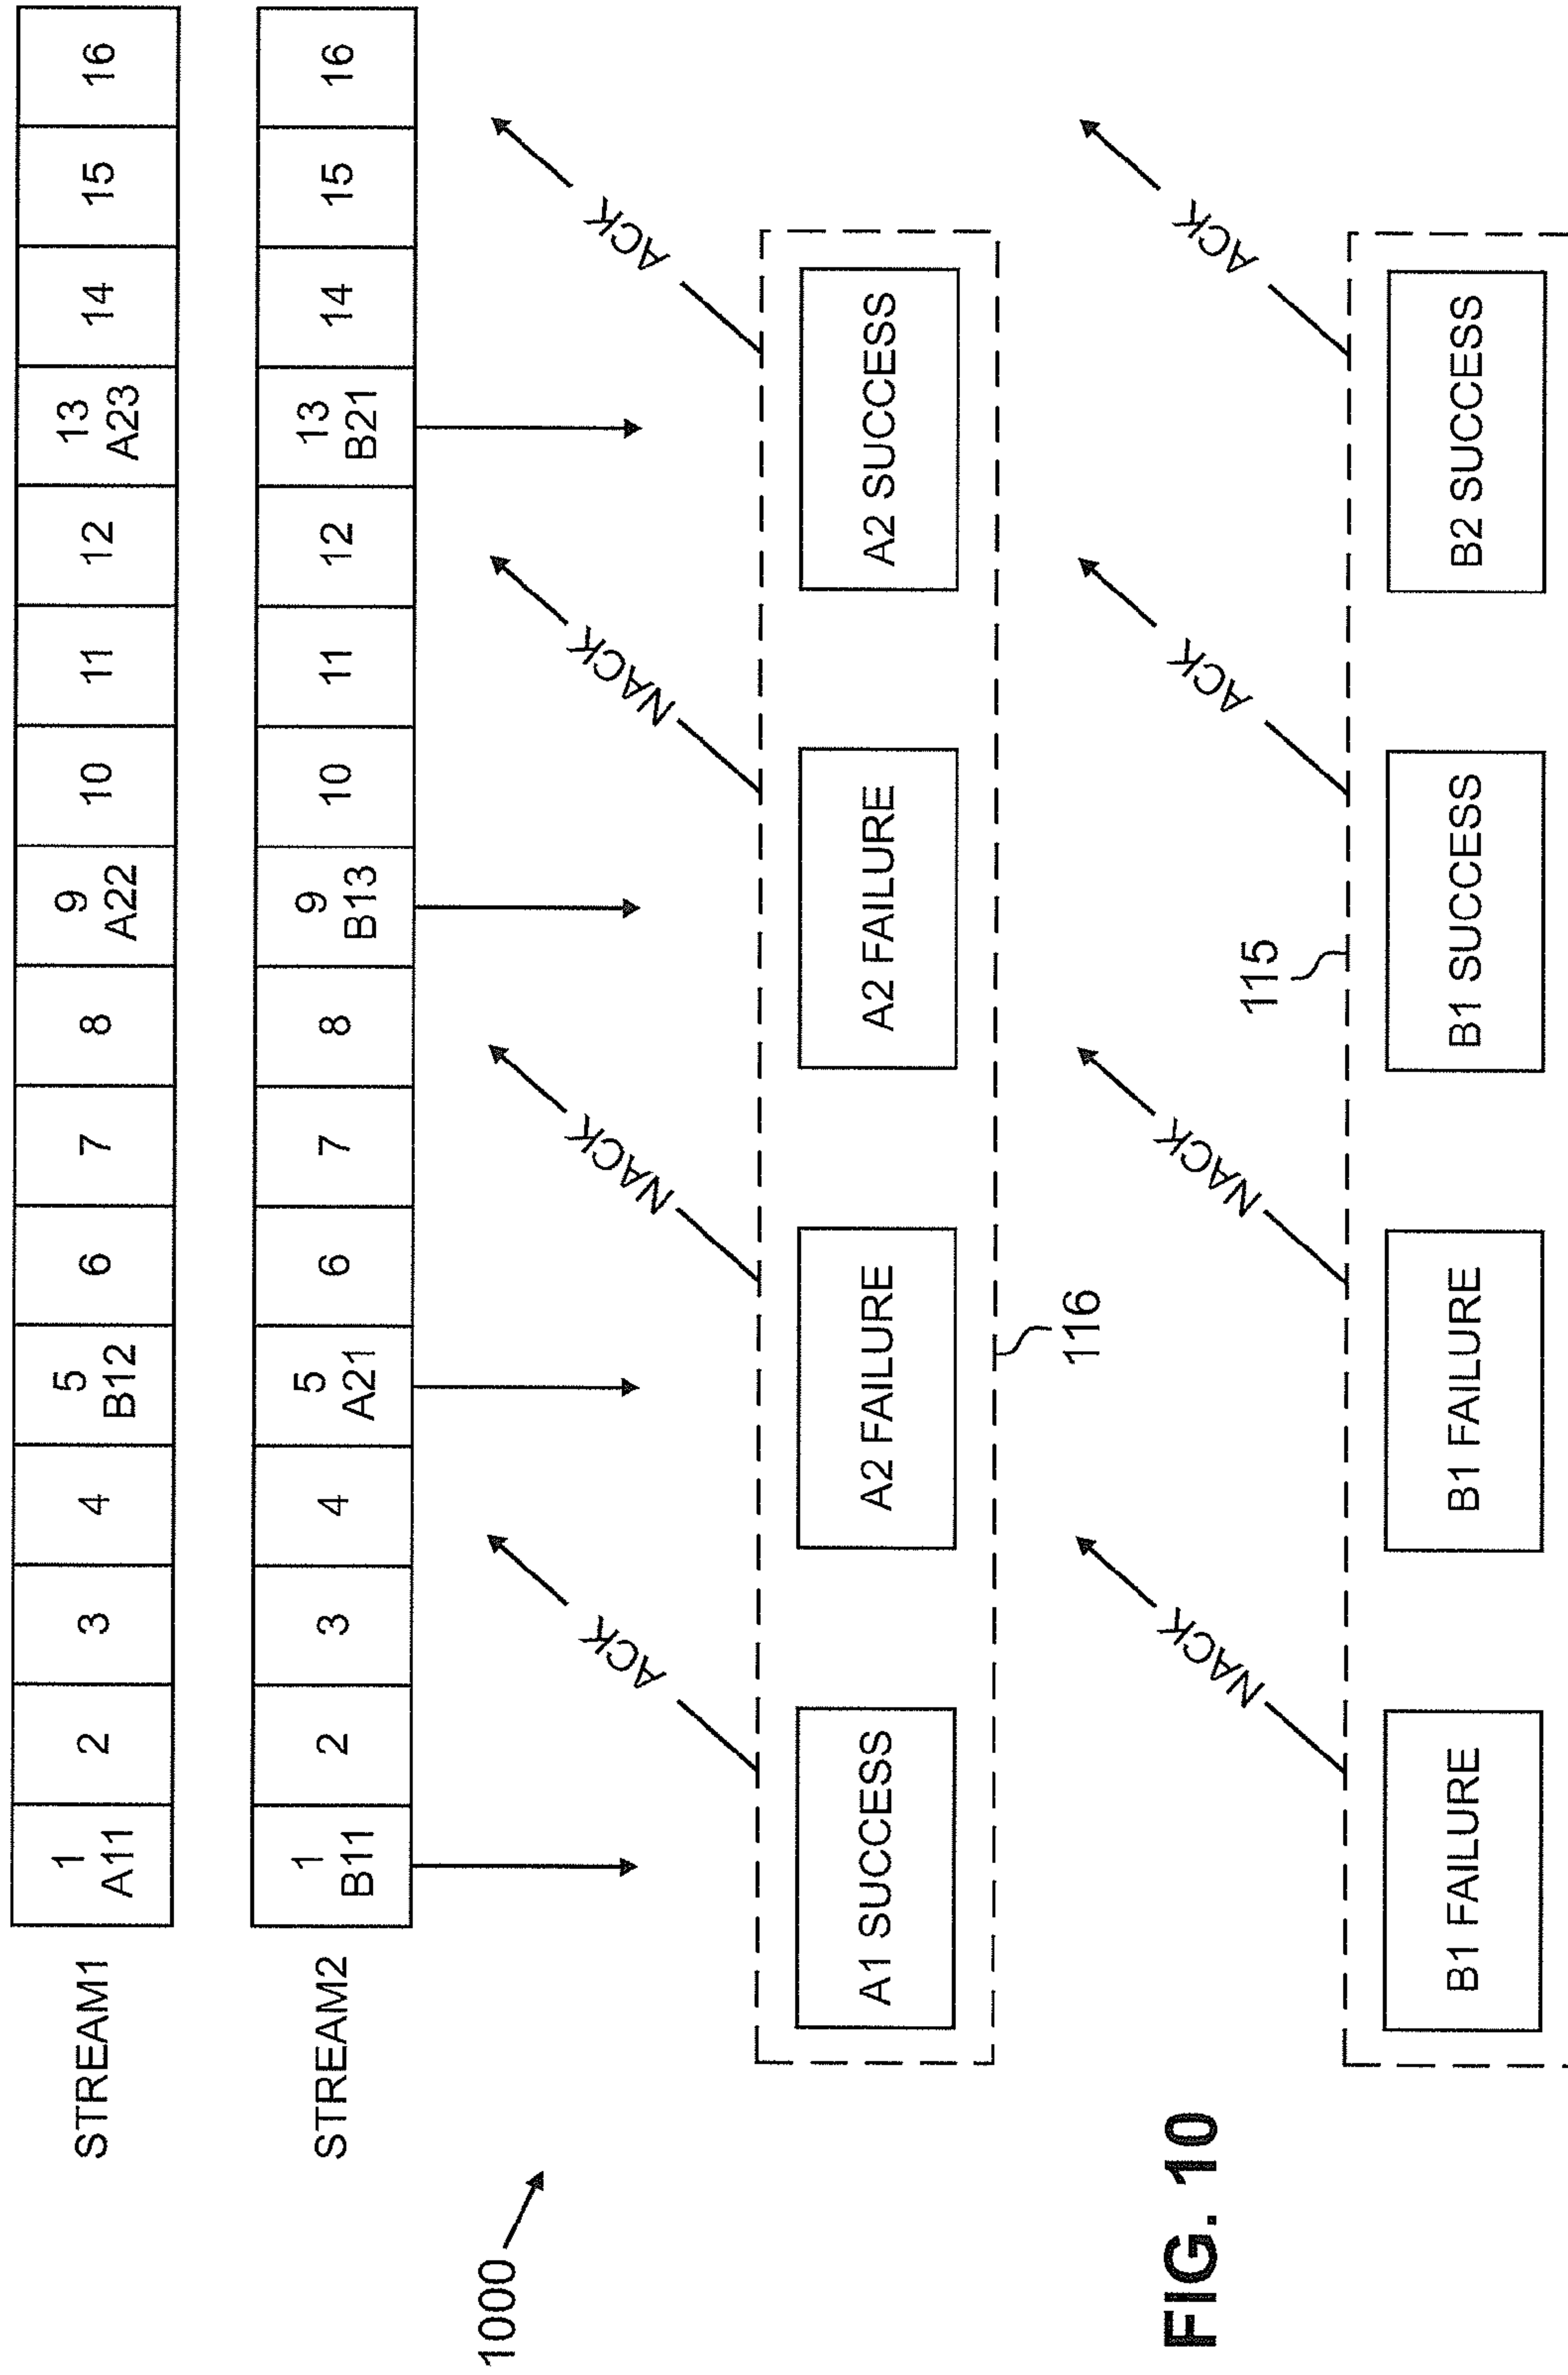 STREAM1
1
A11
2
3
4
5
B12
6
7
8
9
A22
10
11
12
13
A23
14
15
16
STREAM2
1
B11
2
3
4
5
A21
6
7
8
9
B13
10
11
12
13
B21
14
15
16
1000
ACK
NACK
NACK
ACK
A1 SUCCESS
A2 FAILURE
A2 FAILURE
A2 SUCCESS
116
NACK
NACK
ACK
ACK
115
B1 FAILURE
B1 FAILURE
B1 SUCCESS
B2 SUCCESS
FIG. 10